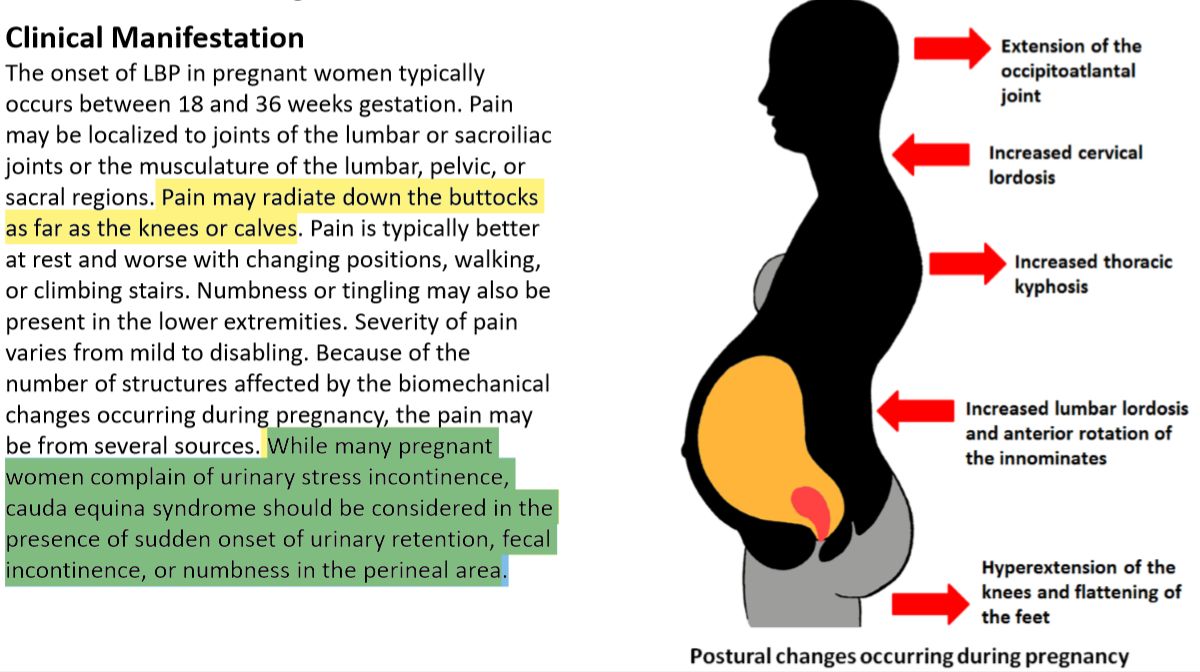 Clinical Manifestation
The onset of LBP in pregnant women typically
occurs between 18 and 36 weeks gestation. Pain
may be localized to joints of the lumbar or sacroiliac
joints or the musculature of the lumbar, pelvic, or
sacral regions. Pain may radiate down the buttocks
as far as the knees or calves. Pain is typically better
at rest and worse with changing positions, walking,
or climbing stairs. Numbness or tingling may also be
present in the lower extremities. Severity of pain
varies from mild to disabling. Because of the
number of structures affected by the biomechanical
changes occurring during pregnancy, the pain may
be from several sources. While many pregnant
women complain of urinary stress incontinence,
cauda equina syndrome should be considered in the
presence of sudden onset of urinary retention, fecal
incontinence, or numbness in the perineal area.
Extension of the
occipitoatlantal
joint
Increased cervical
lordosis
Increased thoracic
kyphosis
Increased lumbar lordosis
and anterior rotation of
the innominates
Hyperextension of the
knees and flattening of
the feet
Postural changes occurring during pregnancy